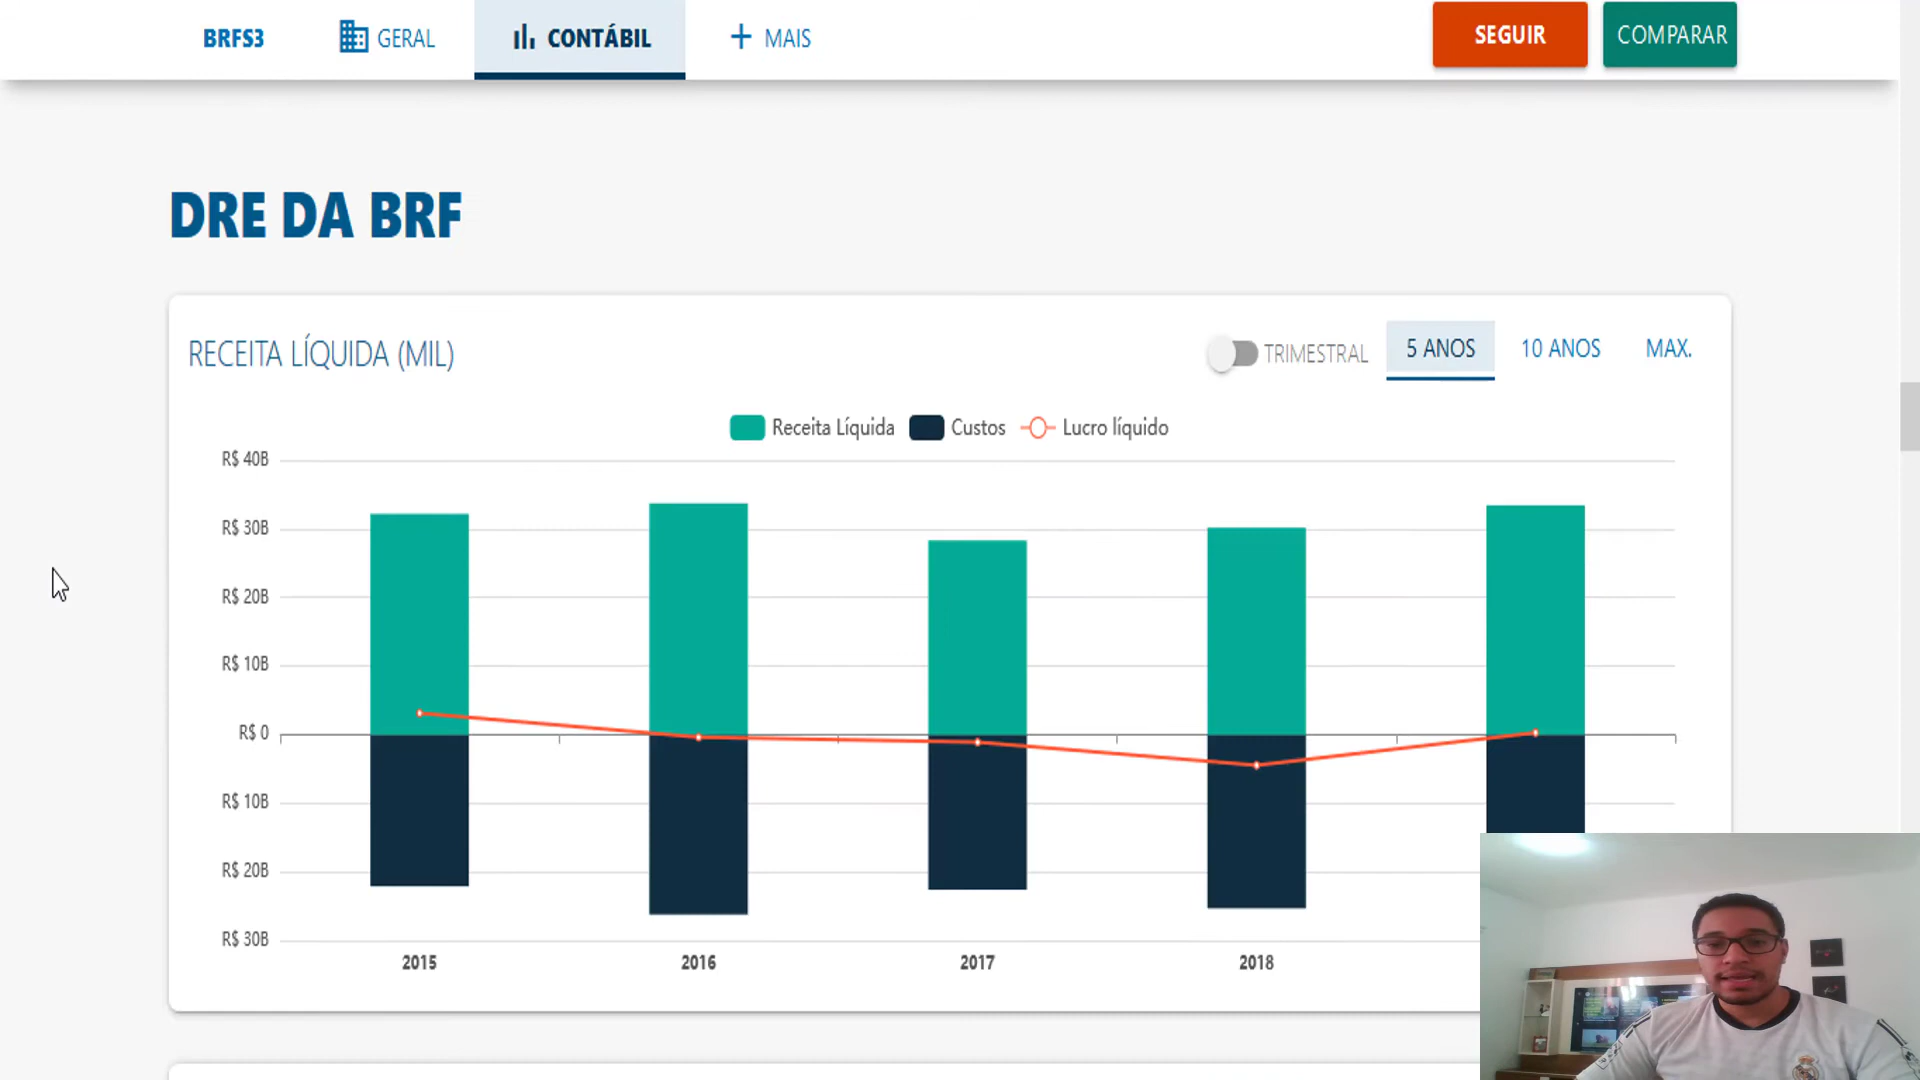 BRFS3 GERAL CONTÁBIL MAIS SEGUIR COMPARAR
DRE DA BRF
RECEITA LÍQUIDA (MIL) TRIMESTRAL 5 ANOS 10 ANOS MAX.
Receita Líquida Custos Lucro líquido
R$ 40B
R$ 30B
R$ 20B
R$ 10B
R$ 0
R$ 10B
R$ 20B
R$ 30B
2015 2016 2017 2018